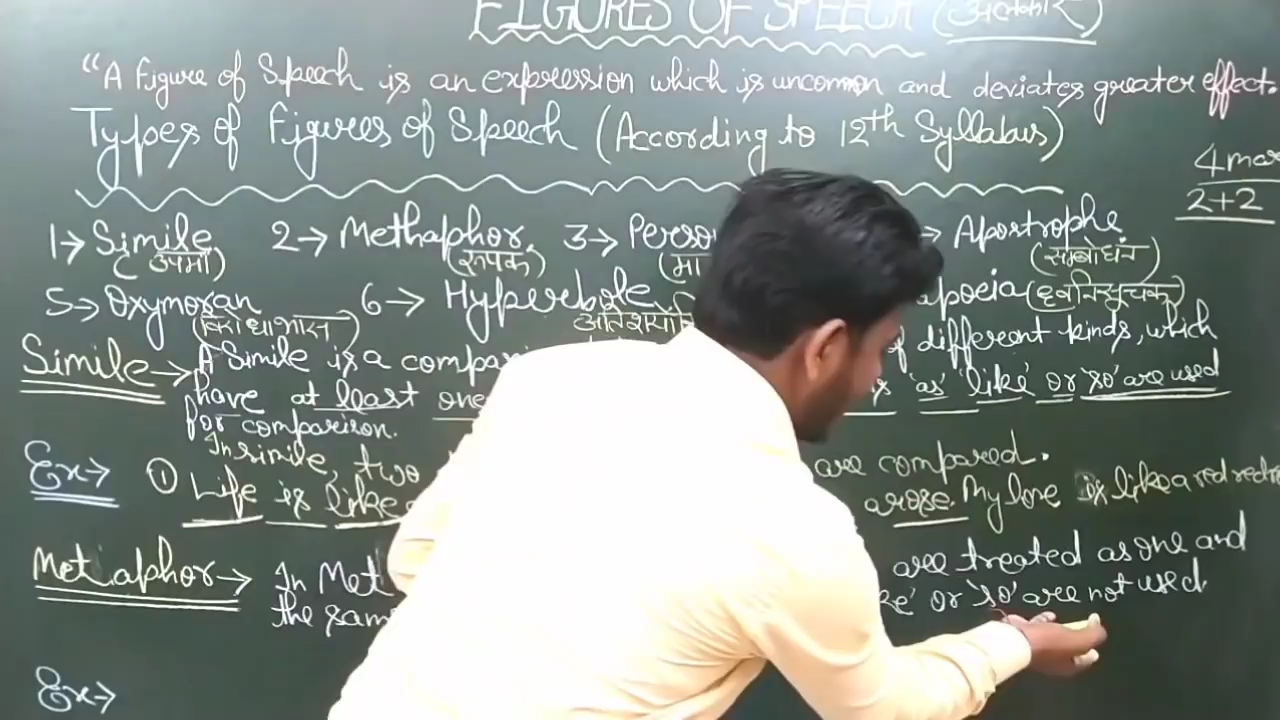 FIGURES OF SPEECH (अलंकार)
"A Figure of Speech is an expression which is uncommon and deviates greater effect.
Types of Figures of Speech (According to 12th Syllabus)
4 mar
2+2
1→ Simile 2→ Methaphor 3→ Perso → Apostrophe
(उपमा) (रूपक) (मा (सम्बोधंन)
5→ Oxymoran 6→ Hyperbole apoeia (ध्वनिसूचक)
(विरोधाभास) अतिशयो
Simile→ A Simile is a compari of different kinds, which
have at least one 'as' 'like' or 'so' are used
for comparison.
In simile, two are compared.
Ex→ ① Life is like a rose. My love is like a red red r
Metaphor→ In Met are treated as one and
the sam ke' or 'so' are not used.
Ex→